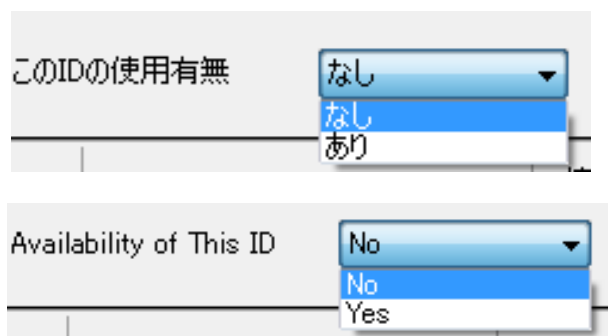 このIDの使用有無 なし
なし
あり
Availability of This ID No
No
Yes